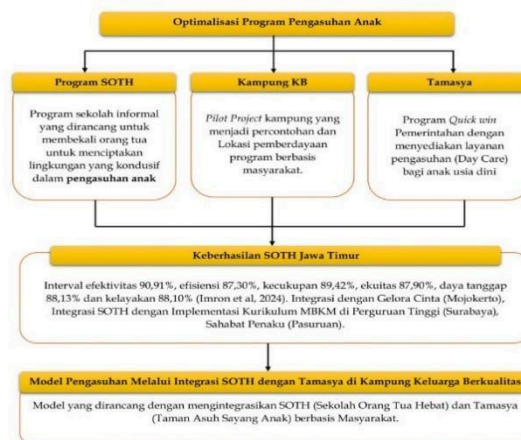 Optimalisasi Program Pengasuhan Anak
Program SOTH
Program sekolah informal
yang dirancang untuk
membekali orang tua
untuk menciptakan
lingkungan yang kondusif
dalam pengasuhan anak
Kampung KB
Pilot Project kampung yang
menjadi percontohan dan
Lokasi pemberdayaan
program berbasis
masyarakat.
Tamasya
Program Quick win
Pemerintahan dengan
menyediakan layanan
pengasuhan (Day Care)
bagi anak usia dini
Keberhasilan SOTH Jawa Timur
Interval efektivitas 90,91%, efisiensi 87,30%, kecukupan 89,42%, ekuitas 87,90%, daya tanggap
88,13% dan kelayakan 88,10% (Imron et al, 2024). Integrasi dengan Gelora Cinta (Mojokerto),
Integrasi SOTH dengan Implementasi Kurikulum MBKM di Perguruan Tinggi (Surabaya),
Sahabat Penaku (Pasuruan).
Model Pengasuhan Melalui Integrasi SOTH dengan Tamasya di Kampung Keluarga Berkualitas
Model yang dirancang dengan mengintegrasikan SOTH (Sekolah Orang Tua Hebat) dan Tamasya
(Taman Asuh Sayang Anak) berbasis Masyarakat.